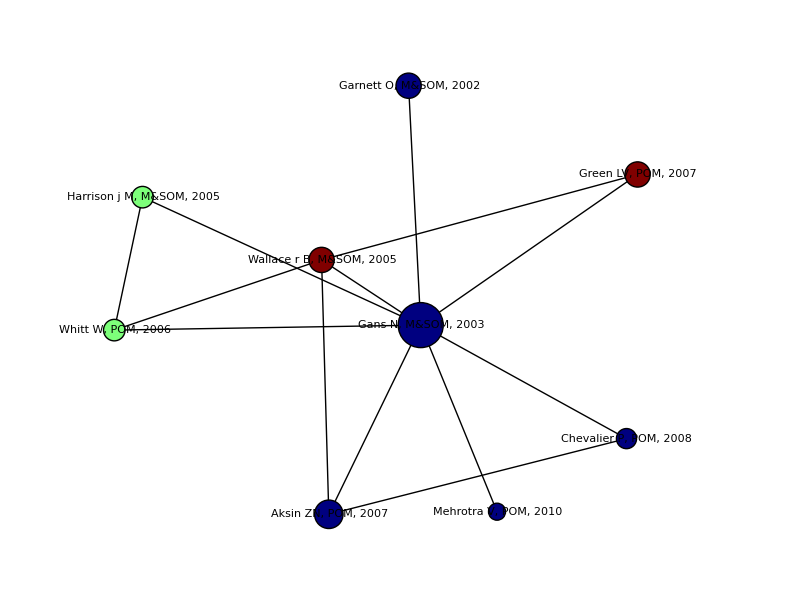 Garnett O, M&SOM, 2002
Green LV, POM, 2007
Harrison j M, M&SOM, 2005
Wallace r B, M&SOM, 2005
Gans N, M&SOM, 2003
Whitt W, POM, 2006
Chevalier, POM, 2008
Aksin Z, POM, 2007
Mehrotra V, POM, 2010